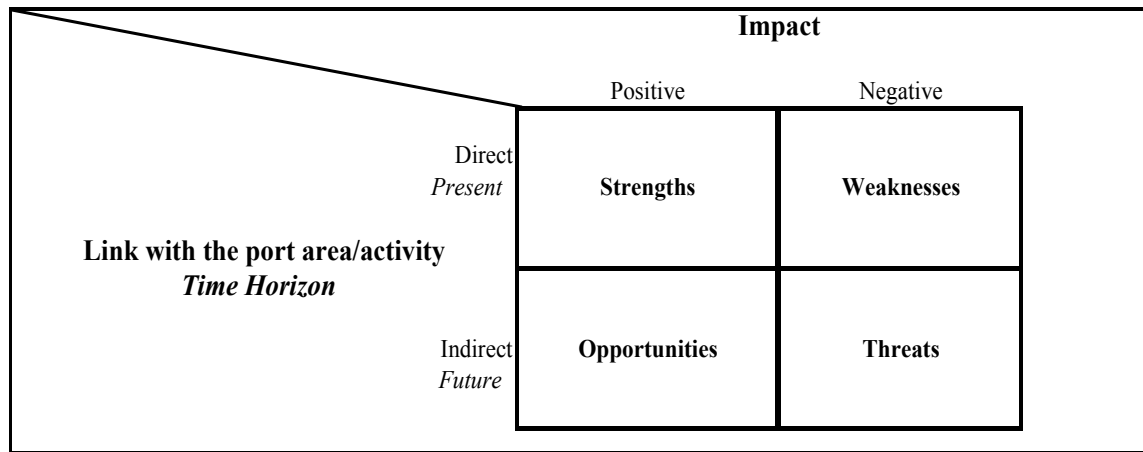 Impact
Positive Negative
Direct
Present
Strengths Weaknesses
Link with the port area/activity
Time Horizon
Indirect
Future
Opportunities Threats